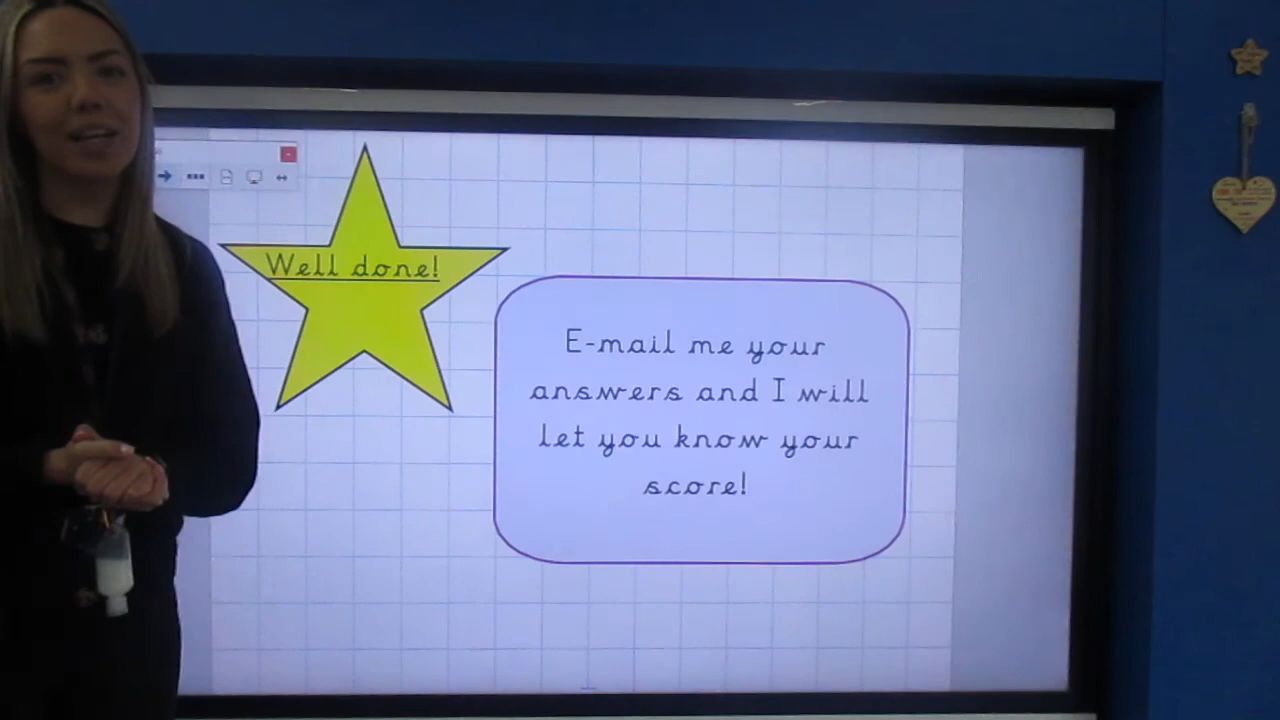 Well done!
E-mail me your
answers and I will
let you know your
score!